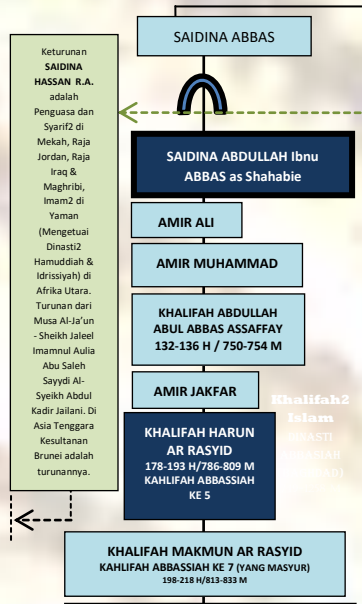 SAIDINA ABBAS
Keturunan
SAIDINA
HASSAN R.A.
adalah
Penguasa dan
Syarif2 di
Mekah, Raja
Jordan, Raja
Iraq &
Maghribi,
Imam2 di
Yaman
(Mengetuai
Dinasti2
Hamuddiah &
Idrissiyah) di
Afrika Utara.
Turunan dari
Musa Al-Ja'un
- Sheikh Jaleel
Imamnul Aulia
Abu Saleh
Sayydi Al-
Syeikh Abdul
Kadir Jailani. Di
Asia Tenggara
Kesultanan
Brunei adalah
turunannya.
SAIDINA ABDULLAH Ibnu
ABBAS as Shahabie
AMIR ALI
AMIR MUHAMMAD
KHALIFAH ABDULLAH
ABUL ABBAS ASSAFFAY
132-136 H / 750-754 M
AMIR JAKFAR
Khalifah2
Islam
KHALIFAH HARUN
AR RASYID
178-193 H/786-809 M
KAHLIFAH ABBASSIAH
KE 5
KHALIFAH MAKMUN AR RASYID
KAHLIFAH ABBASSIAH KE 7 (YANG MASYUR)
198-218 H/813-833 M